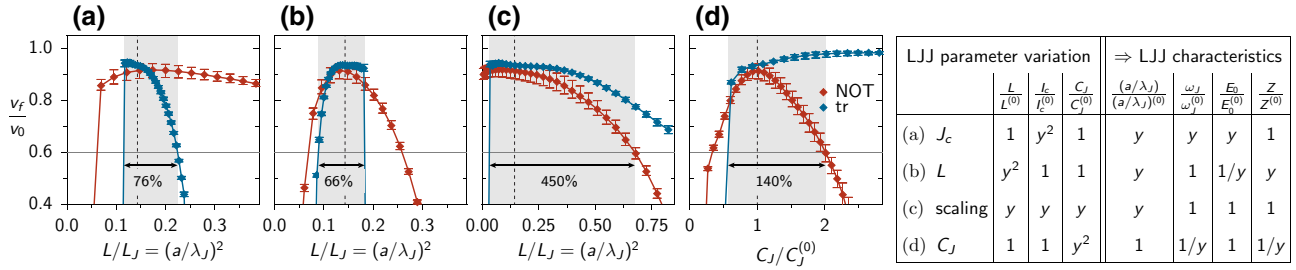 (a) (b) (c) (d)
v_f / v_0
1.0 0.8 0.6 0.4
NOT
tr
76% 66% 450% 140%
0.0 0.1 0.2 0.3 0.0 0.1 0.2 0.3 0.00 0.25 0.50 0.75 0 1 2
L/L_J = (a/λ_J)^2 L/L_J = (a/λ_J)^2 L/L_J = (a/λ_J)^2 C_J/C_J^(0)
LJJ parameter variation ⇒ LJJ characteristics
L/L^(0) I_c/I_c^(0) C_J/C_J^(0) (a/λ_J)/(a/λ_J)^(0) ω_J/ω_J^(0) E_0/E_0^(0) Z/Z^(0)
(a) J_c 1 y^2 1 y y y 1
(b) L y^2 1 1 y 1 1/y y
(c) scaling y y y y 1 1 1
(d) C_J 1 1 y^2 1 1/y 1 1/y